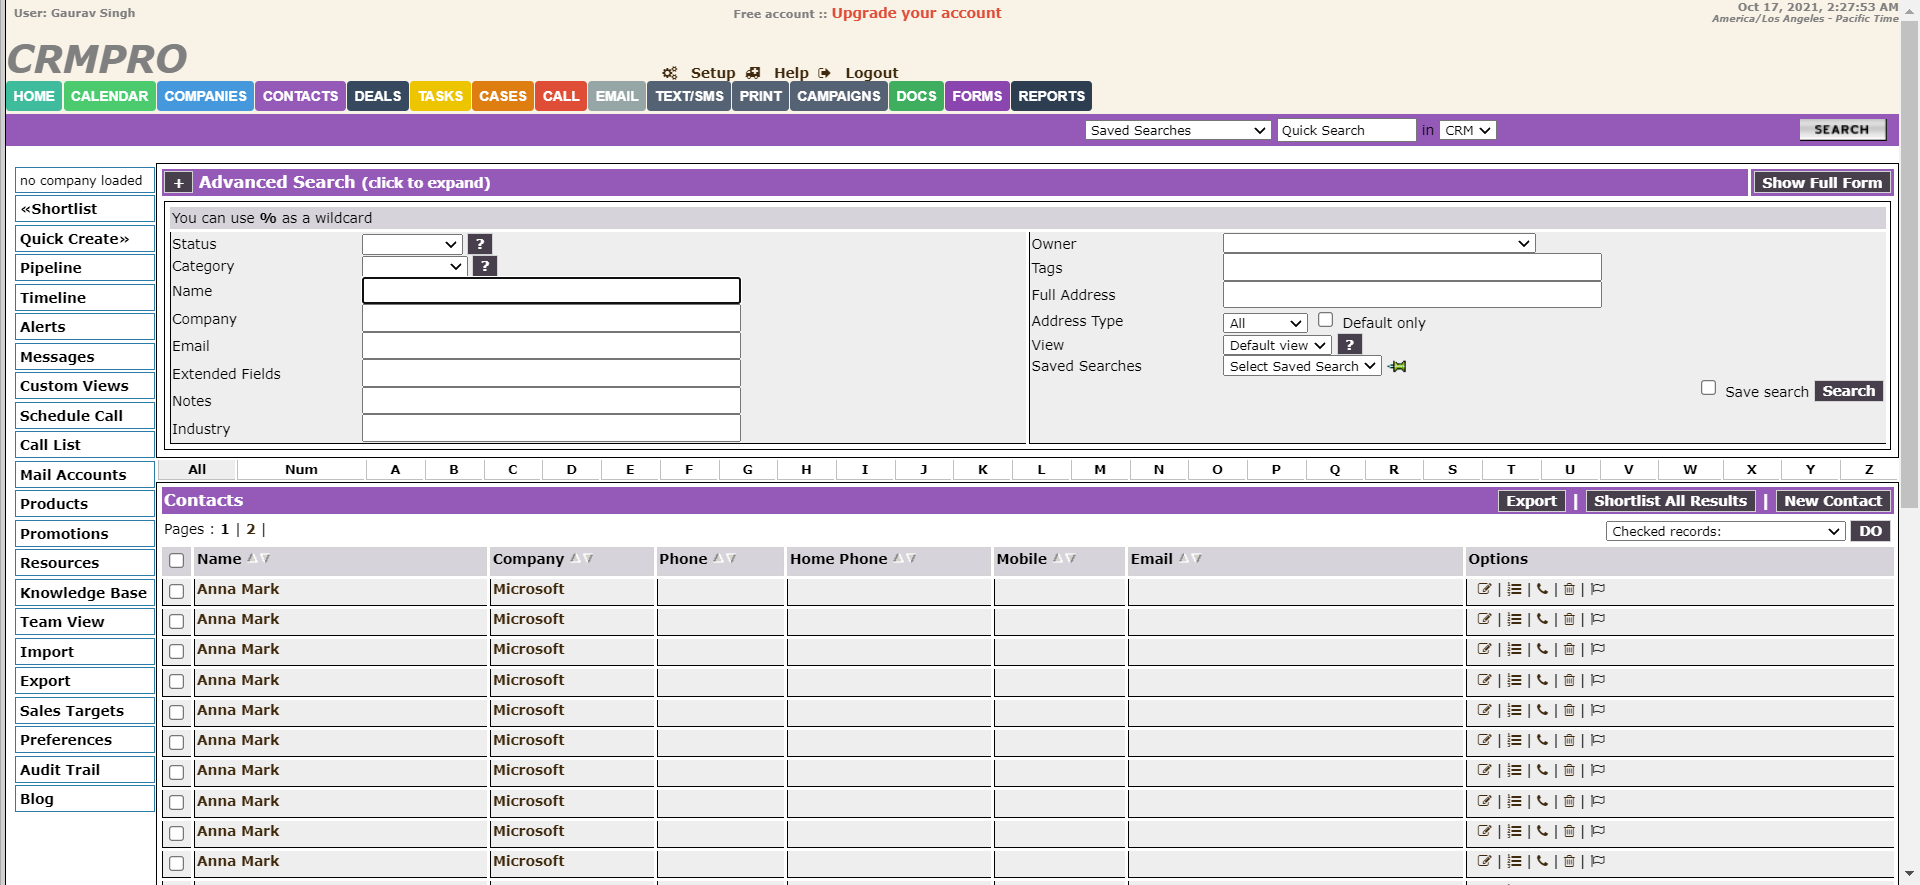 User: Gaurav Singh
Free account :: Upgrade your account
Oct 17, 2021, 2:27:53 AM
America/Los Angeles - Pacific Time
CRMPRO
Setup Help Logout
HOME CALENDAR COMPANIES CONTACTS DEALS TASKS CASES CALL EMAIL TEXT/SMS PRINT CAMPAIGNS DOCS FORMS REPORTS
Saved Searches Quick Search in CRM SEARCH
no company loaded
«Shortlist
Quick Create»
Pipeline
Timeline
Alerts
Messages
Custom Views
Schedule Call
Call List
Mail Accounts
Products
Promotions
Resources
Knowledge Base
Team View
Import
Export
Sales Targets
Preferences
Audit Trail
Blog
+ Advanced Search (click to expand) Show Full Form
You can use % as a wildcard
Status ?
Category ?
Name
Company
Email
Extended Fields
Notes
Industry
Owner
Tags
Full Address
Address Type All Default only
View Default view ?
Saved Searches Select Saved Search
Save search Search
All Num A B C D E F G H I J K L M N O P Q R S T U V W X Y Z
Contacts Export | Shortlist All Results | New Contact
Pages : 1 | 2 | Checked records: DO
Name Company Phone Home Phone Mobile Email Options
Anna Mark Microsoft | | | |
Anna Mark Microsoft | | | |
Anna Mark Microsoft | | | |
Anna Mark Microsoft | | | |
Anna Mark Microsoft | | | |
Anna Mark Microsoft | | | |
Anna Mark Microsoft | | | |
Anna Mark Microsoft | | | |
Anna Mark Microsoft | | | |
Anna Mark Microsoft | | | |